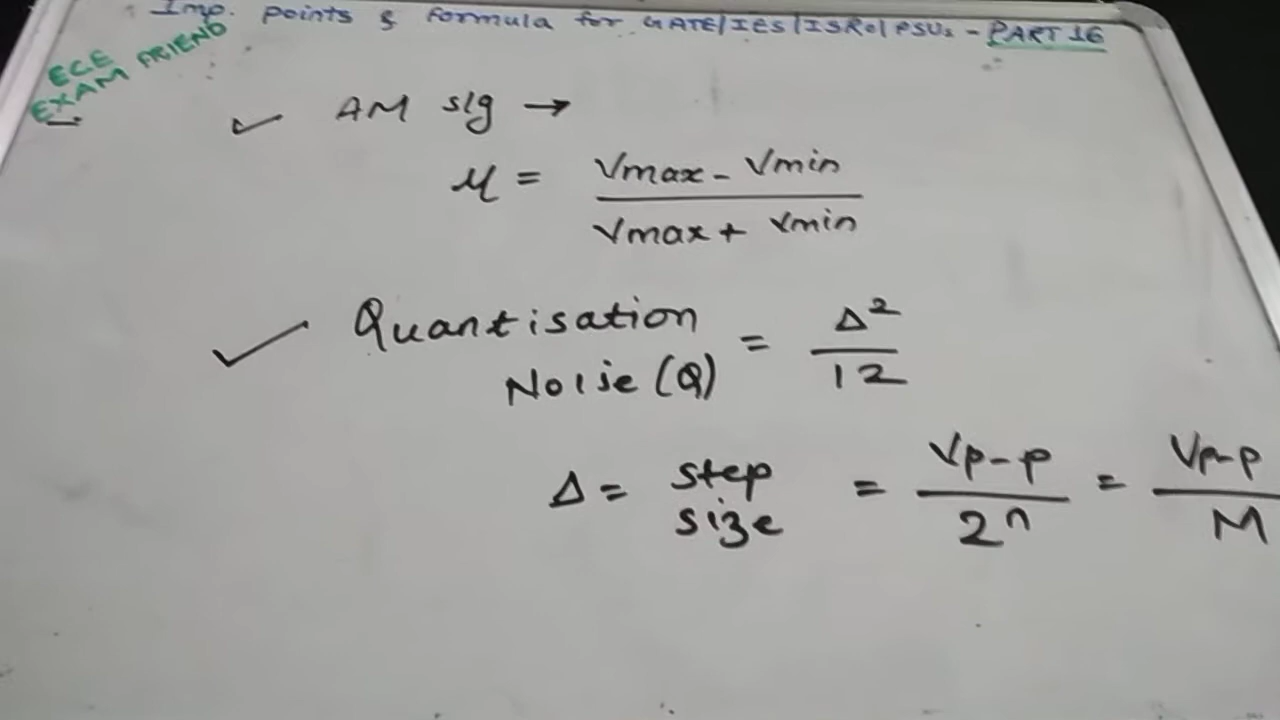 Imp. points & formula for GATE/IES/ISRO/PSUs - PART 16
ECE
EXAM FRIEND
✓ AM sig →
μ = Vmax - Vmin / Vmax + Vmin
✓ Quantisation Noise (Q) = Δ² / 12
Δ = step size = Vp-p / 2ⁿ = Vp-p / M